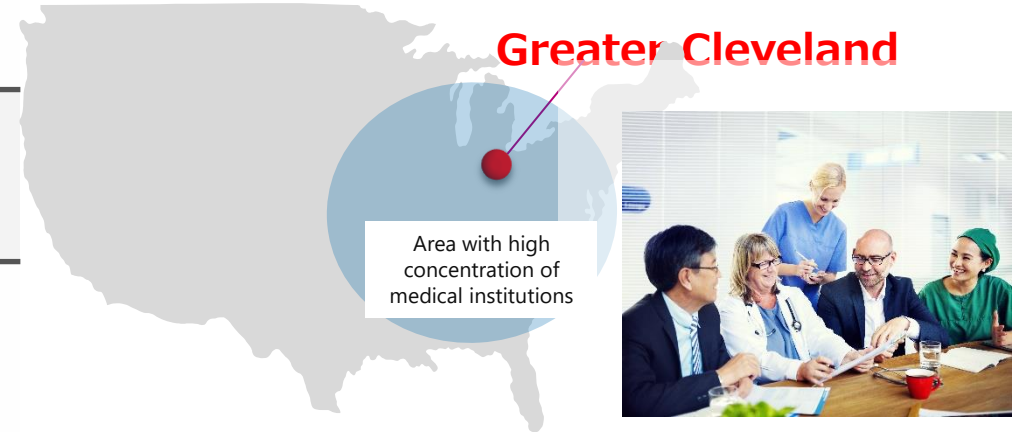 Greater Cleveland
Area with high
concentration of
medical institutions